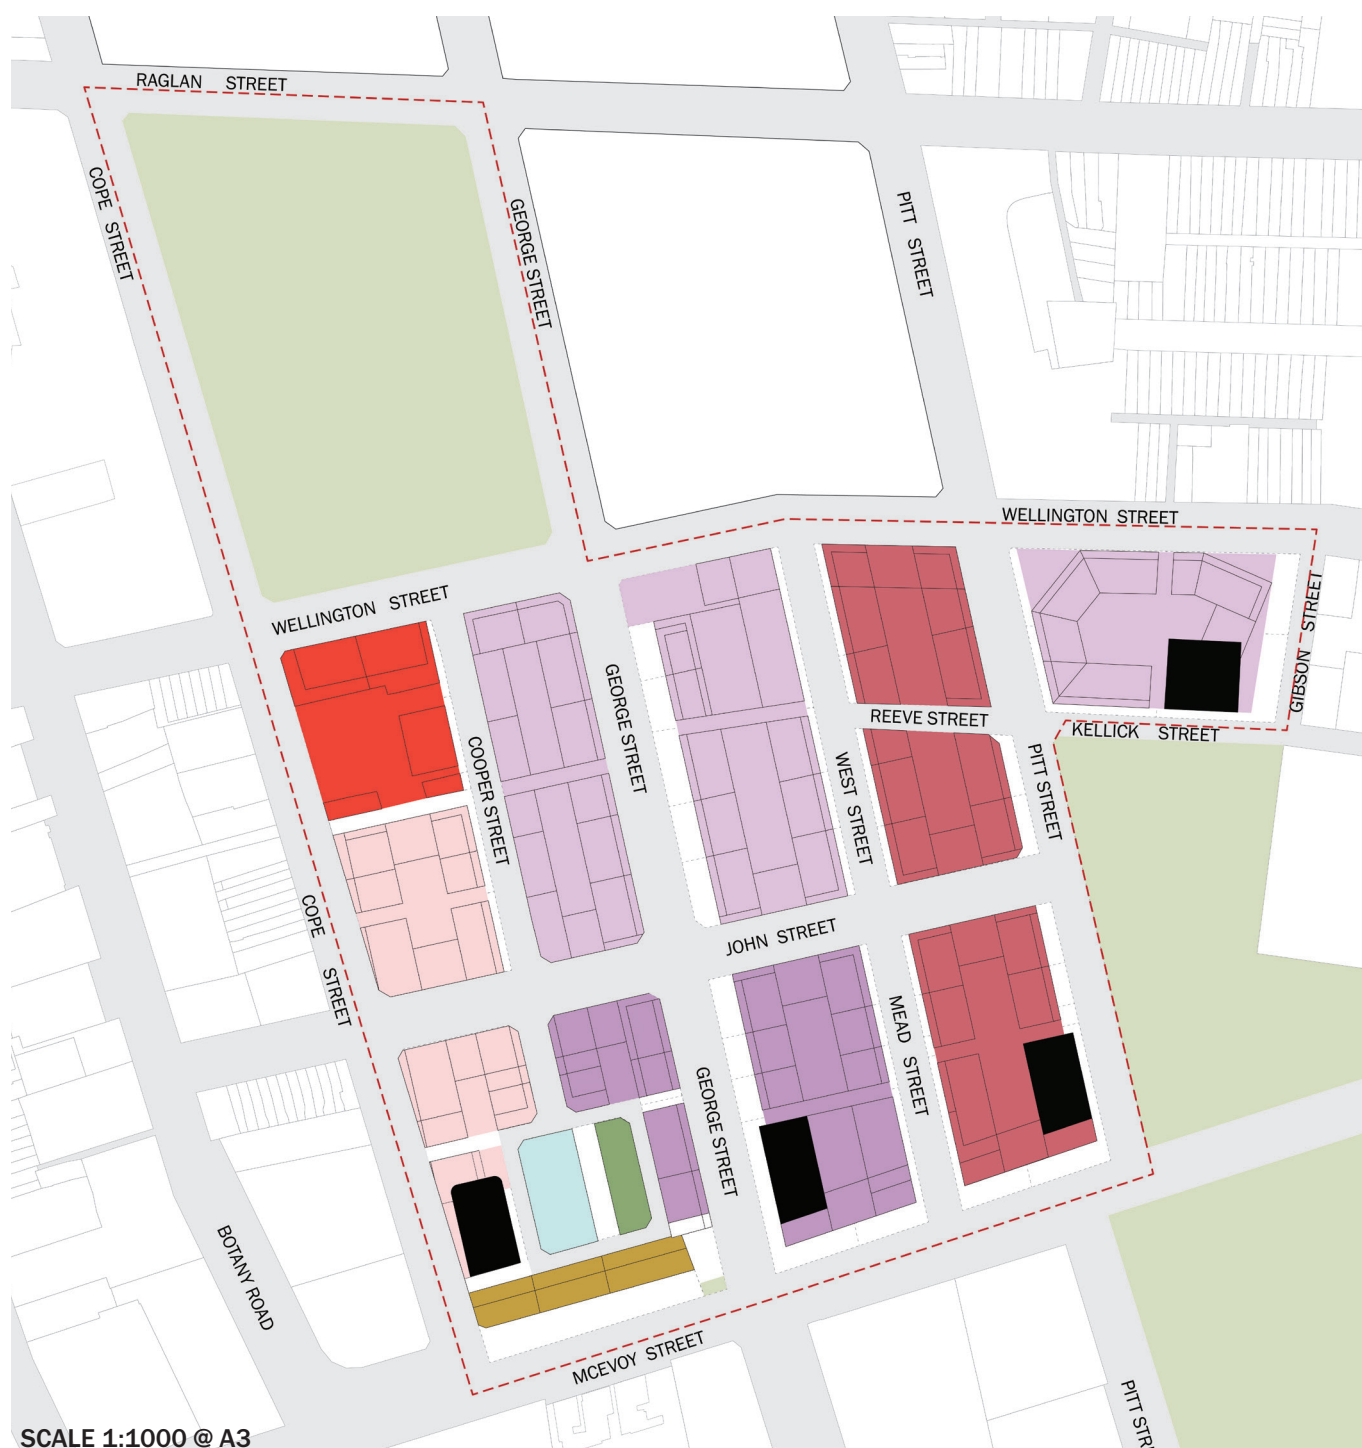 RAGLAN STREET
COPE STREET
GEORGE STREET
PITT STREET
WELLINGTON STREET
WELLINGTON STREET
GIBSON STREET
REEVE STREET
KELLICK STREET
GEORGE STREET
COOPER STREET
WEST STREET
PITT STREET
COPE STREET
JOHN STREET
MEAD STREET
GEORGE STREET
BOTANY ROAD
MCEVOY STREET
PITT STR
SCALE 1:1000 @ A3